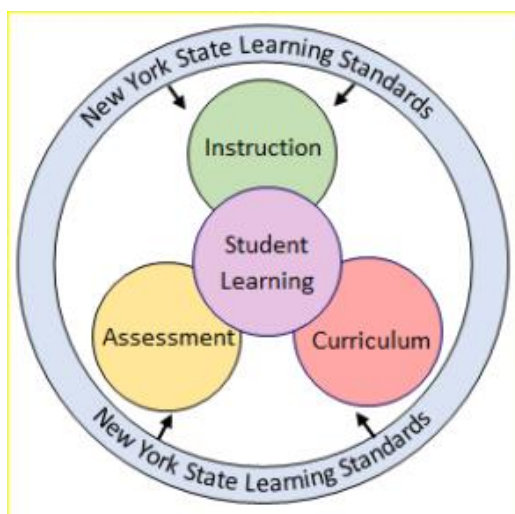 New York State Learning Standards
Instruction
Student
Learning
Assessment
Curriculum
New York State Learning Standards